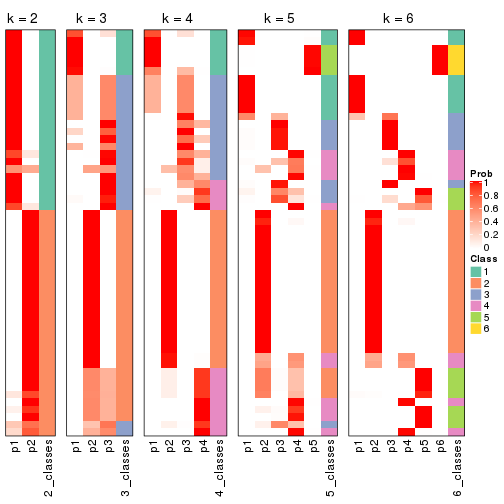 k = 2
k = 3
k = 4
k = 5
k = 6
Prob
1
0.8
0.6
0.4
0.2
0
Class
1
2
3
4
5
6
p1
p2
2_classes
p1
p2
p3
3_classes
p1
p2
p3
p4
4_classes
p1
p2
p3
p4
p5
5_classes
p1
p2
p3
p4
p5
p6
6_classes